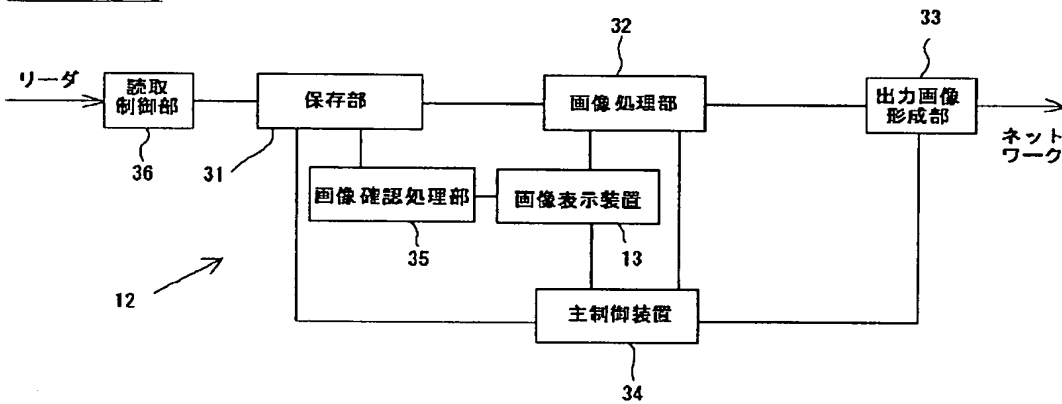 32
33
リーダ
読取
制御部
保存部
画像処理部
出力画像
形成部
ネット
ワーク
36
31
画像確認処理部
画像表示装置
35
13
12
主制御装置
34